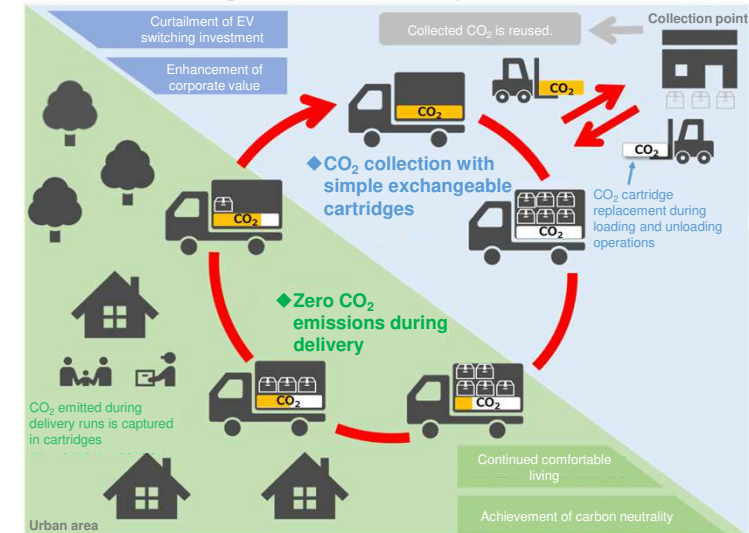 Curtailment of EV
switching investment
Enhancement of
corporate value
Collected CO₂ is reused.
Collection point
CO₂
CO₂
CO₂
◆CO₂ collection with
simple exchangeable
cartridges
CO₂ cartridge
replacement during
loading and unloading
operations
CO₂
CO₂
◆Zero CO₂
emissions during
delivery
CO₂
CO₂
CO₂ emitted during
delivery runs is captured
in cartridges
Continued comfortable
living
Achievement of carbon neutrality
Urban area